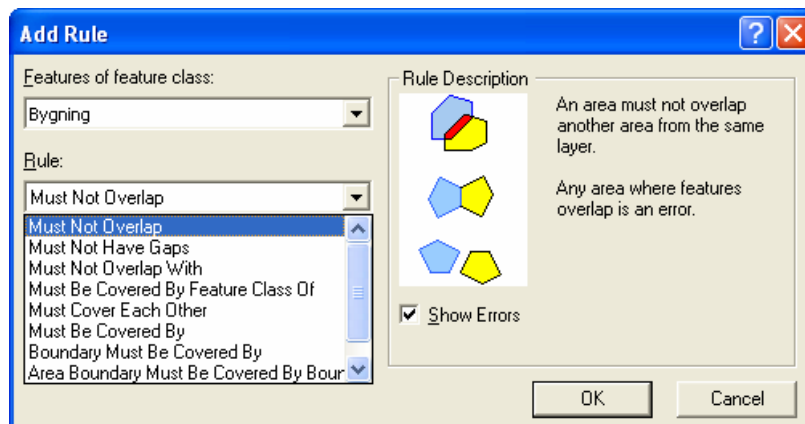 Add Rule
Features of feature class:
Bygning
Rule:
Must Not Overlap
Must Not Overlap
Must Not Have Gaps
Must Not Overlap With
Must Be Covered By Feature Class Of
Must Cover Each Other
Must Be Covered By
Boundary Must Be Covered By
Area Boundary Must Be Covered By Bour
Rule Description
An area must not overlap
another area from the same
layer.
Any area where features
overlap is an error.
Show Errors
OK
Cancel